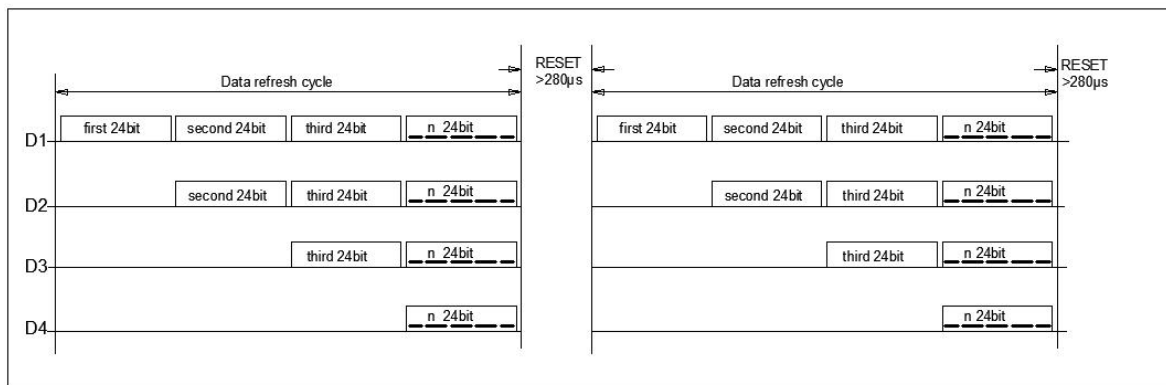 RESET
>280μs
RESET
>280μs
Data refresh cycle
Data refresh cycle
D1
first 24bit
second 24bit
third 24bit
n 24bit
first 24bit
second 24bit
third 24bit
n 24bit
D2
second 24bit
third 24bit
n 24bit
second 24bit
third 24bit
n 24bit
D3
third 24bit
n 24bit
third 24bit
n 24bit
D4
n 24bit
n 24bit